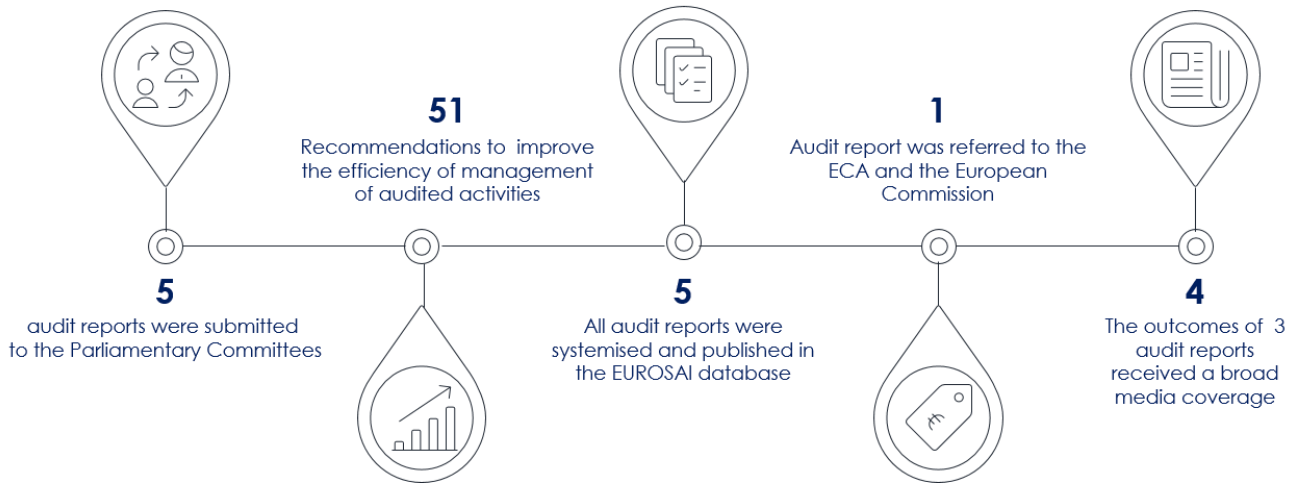 5
audit reports were submitted
to the Parliamentary Committees
51
Recommendations to improve
the efficiency of management
of audited activities
5
All audit reports were
systemised and published in
the EUROSAI database
1
Audit report was referred to the
ECA and the European
Commission
€
4
The outcomes of 3
audit reports
received a broad
media coverage